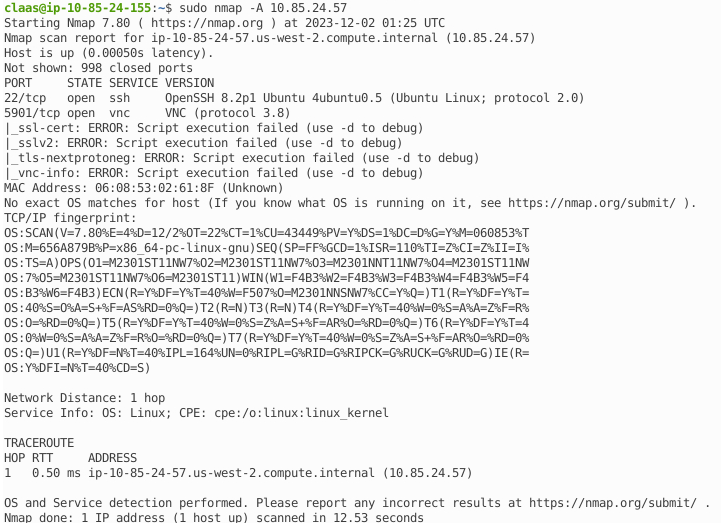 claas@ip-10-85-24-155:~$ sudo nmap -A 10.85.24.57
Starting Nmap 7.80 ( https://nmap.org ) at 2023-12-02 01:25 UTC
Nmap scan report for ip-10-85-24-57.us-west-2.compute.internal (10.85.24.57)
Host is up (0.00050s latency).
Not shown: 998 closed ports
PORT     STATE SERVICE VERSION
22/tcp   open  ssh     OpenSSH 8.2p1 Ubuntu 4ubuntu0.5 (Ubuntu Linux; protocol 2.0)
5901/tcp open  vnc     VNC (protocol 3.8)
|_ssl-cert: ERROR: Script execution failed (use -d to debug)
|_sslv2: ERROR: Script execution failed (use -d to debug)
|_tls-nextprotoneg: ERROR: Script execution failed (use -d to debug)
|_vnc-info: ERROR: Script execution failed (use -d to debug)
MAC Address: 06:08:53:02:61:8F (Unknown)
No exact OS matches for host (If you know what OS is running on it, see https://nmap.org/submit/ ).
TCP/IP fingerprint:
OS:SCAN(V=7.80%E=4%D=12/2%OT=22%CT=1%CU=43449%PV=Y%DS=1%DC=D%G=Y%M=060853%T
OS:M=656A879B%P=x86_64-pc-linux-gnu)SEQ(SP=FF%GCD=1%ISR=110%TI=Z%CI=Z%II=I%
OS:TS=A)OPS(O1=M2301ST11NW7%O2=M2301ST11NW7%O3=M2301NNT11NW7%O4=M2301ST11NW
OS:7%O5=M2301ST11NW7%O6=M2301ST11)WIN(W1=F4B3%W2=F4B3%W3=F4B3%W4=F4B3%W5=F4
OS:B3%W6=F4B3)ECN(R=Y%DF=Y%T=40%W=F507%O=M2301NNSNW7%CC=Y%Q=)T1(R=Y%DF=Y%T=
OS:40%S=O%A=S+%F=AS%RD=0%Q=)T2(R=N)T3(R=N)T4(R=Y%DF=Y%T=40%W=0%S=A%A=Z%F=R%
OS:O=%RD=0%Q=)T5(R=Y%DF=Y%T=40%W=0%S=Z%A=S+%F=AR%O=%RD=0%Q=)T6(R=Y%DF=Y%T=4
OS:0%W=0%S=A%A=Z%F=R%O=%RD=0%Q=)T7(R=Y%DF=Y%T=40%W=0%S=Z%A=S+%F=AR%O=%RD=0%
OS:Q=)U1(R=Y%DF=N%T=40%IPL=164%UN=0%RIPL=G%RID=G%RIPCK=G%RUCK=G%RUD=G)IE(R=
OS:Y%DFI=N%T=40%CD=S)
Network Distance: 1 hop
Service Info: OS: Linux; CPE: cpe:/o:linux:linux_kernel
TRACEROUTE
HOP RTT     ADDRESS
1   0.50 ms ip-10-85-24-57.us-west-2.compute.internal (10.85.24.57)
OS and Service detection performed. Please report any incorrect results at https://nmap.org/submit/ .
Nmap done: 1 IP address (1 host up) scanned in 12.53 seconds